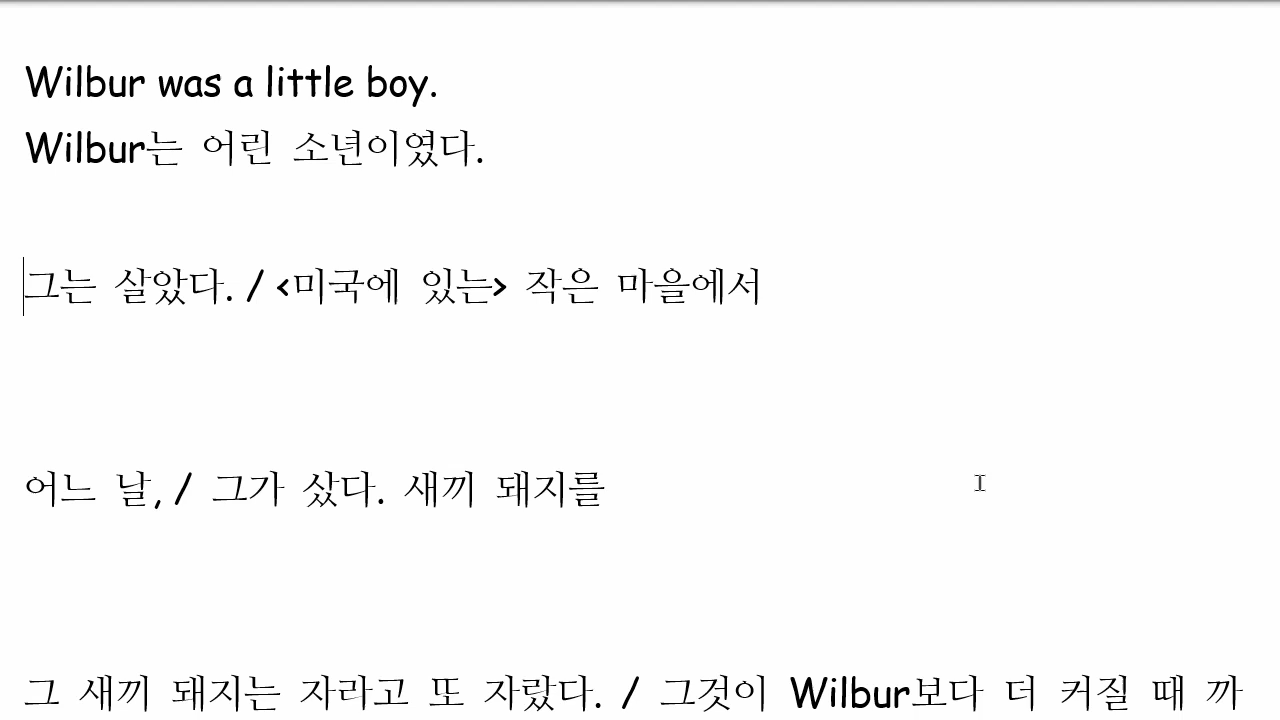 Wilbur was a little boy.
Wilbur는 어린 소년이였다.
그는 살았다. / <미국에 있는> 작은 마을에서
어느 날, / 그가 샀다. 새끼 돼지를
그 새끼 돼지는 자라고 또 자랐다. / 그것이 Wilbur보다 더 커질 때 까